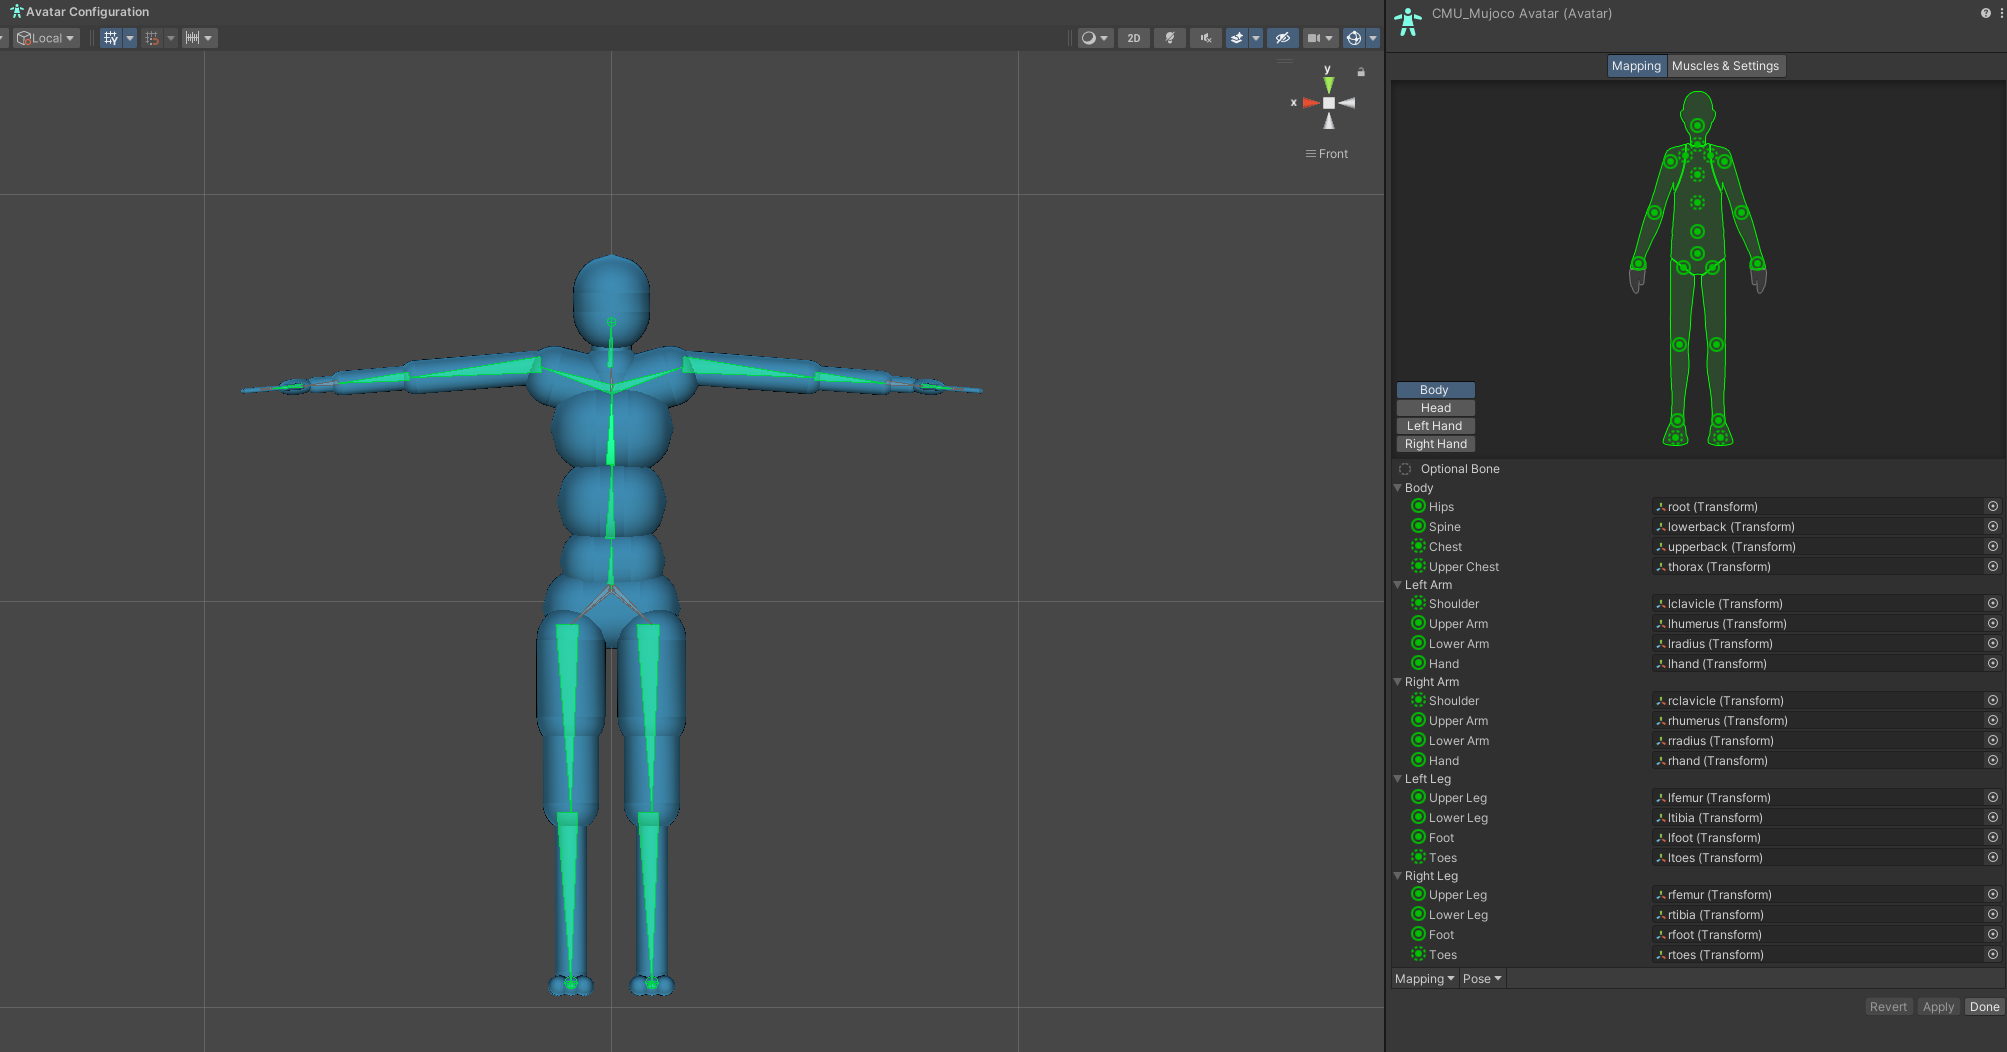 Avatar Configuration
Local
2D
y
x
Front
CMU_Mujoco Avatar (Avatar)
Mapping
Muscles & Settings
Body
Head
Left Hand
Right Hand
Optional Bone
Body
Hips root (Transform)
Spine lowerback (Transform)
Chest upperback (Transform)
Upper Chest thorax (Transform)
Left Arm
Shoulder lclavicle (Transform)
Upper Arm lhumerus (Transform)
Lower Arm lradius (Transform)
Hand lhand (Transform)
Right Arm
Shoulder rclavicle (Transform)
Upper Arm rhumerus (Transform)
Lower Arm rradius (Transform)
Hand rhand (Transform)
Left Leg
Upper Leg lfemur (Transform)
Lower Leg ltibia (Transform)
Foot lfoot (Transform)
Toes ltoes (Transform)
Right Leg
Upper Leg rfemur (Transform)
Lower Leg rtibia (Transform)
Foot rfoot (Transform)
Toes rtoes (Transform)
Mapping Pose
Revert Apply Done